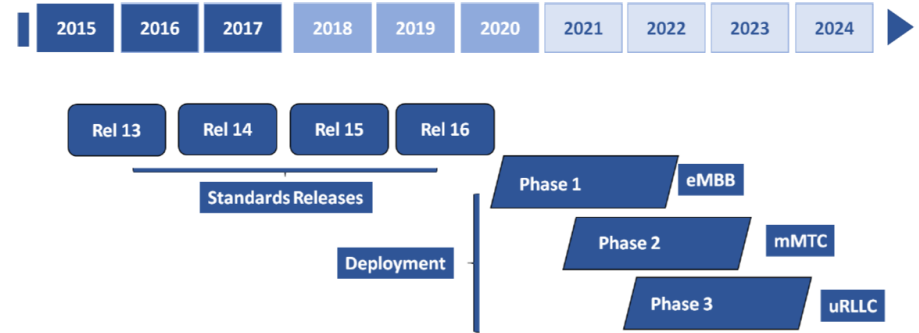 2015 2016 2017 2018 2019 2020 2021 2022 2023 2024
Rel 13 Rel 14 Rel 15 Rel 16
Standards Releases
Phase 1 eMBB
Phase 2 mMTC
Deployment
Phase 3 uRLLC